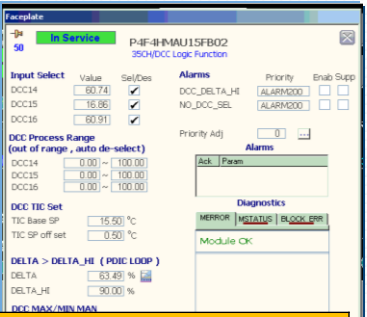 Faceplate
50
In Service
P4F4HMAU15FB02
35CH/DCC Logic Function
Input Select Value Sel/Des
DCC14 60.74
DCC15 16.86
DCC16 60.91
Alarms Priority Enab Supp
DCC_DELTA_HI ALARM200
NO_DCC_SEL ALARM200
Priority Adj 0 ...
DCC Process Range
(out of range , auto de-select)
DCC14 0.00 ~ 100.00
DCC15 0.00 ~ 100.00
DCC16 0.00 ~ 100.00
Alarms
Ack Param
DCC TIC Set
TIC Base SP 15.50 °C
TIC SP off set 0.50 °C
Diagnostics
MERROR MSTATUS BLOCK_ERR
Module OK
DELTA > DELTA_HI ( PDIC LOOP )
DELTA 63.49 %
DELTA_HI 90.00 %
DCC MAX/MIN MAN